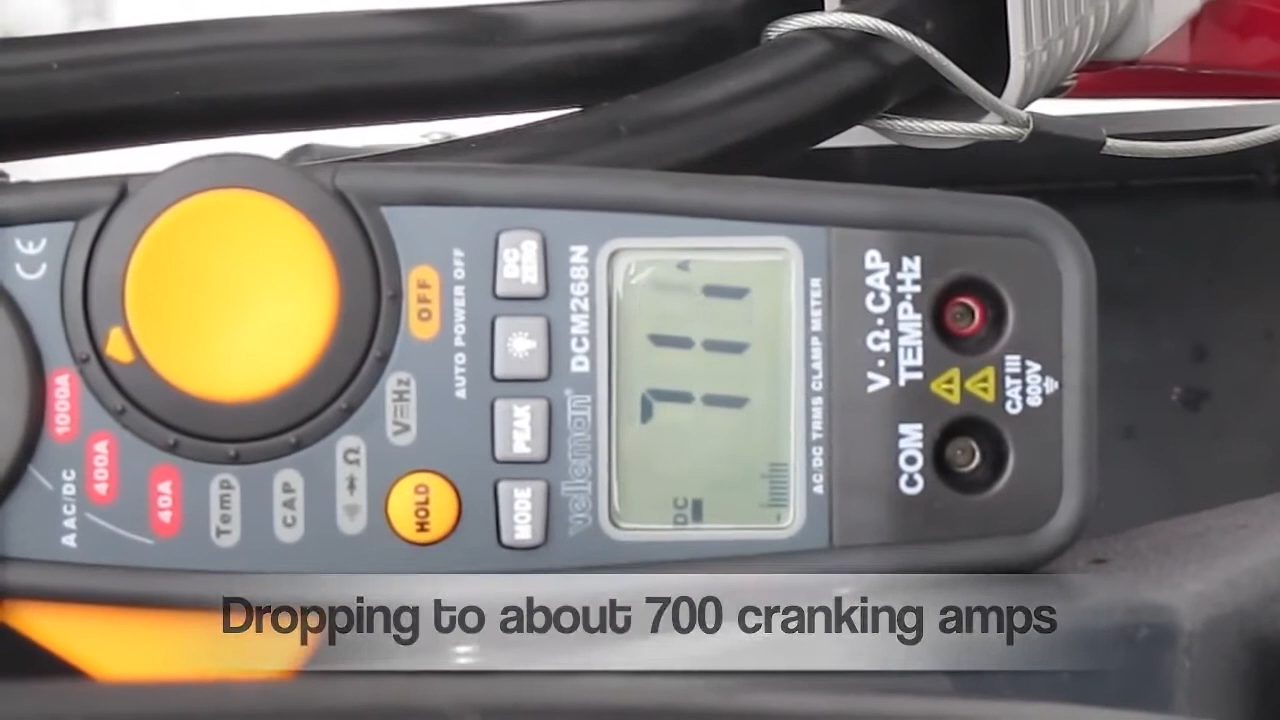 CE
AAC/DC
1000A
400A
40A
Temp
CAP
Ω
V Hz
OFF
HOLD
AUTO POWER OFF
DC ZERO
PEAK
MODE
velleman® DCM268N
DC
A
AC/DC TRMS CLAMP METER
V·Ω·CAP
TEMP·Hz
COM
CAT III
600V
Dropping to about 700 cranking amps